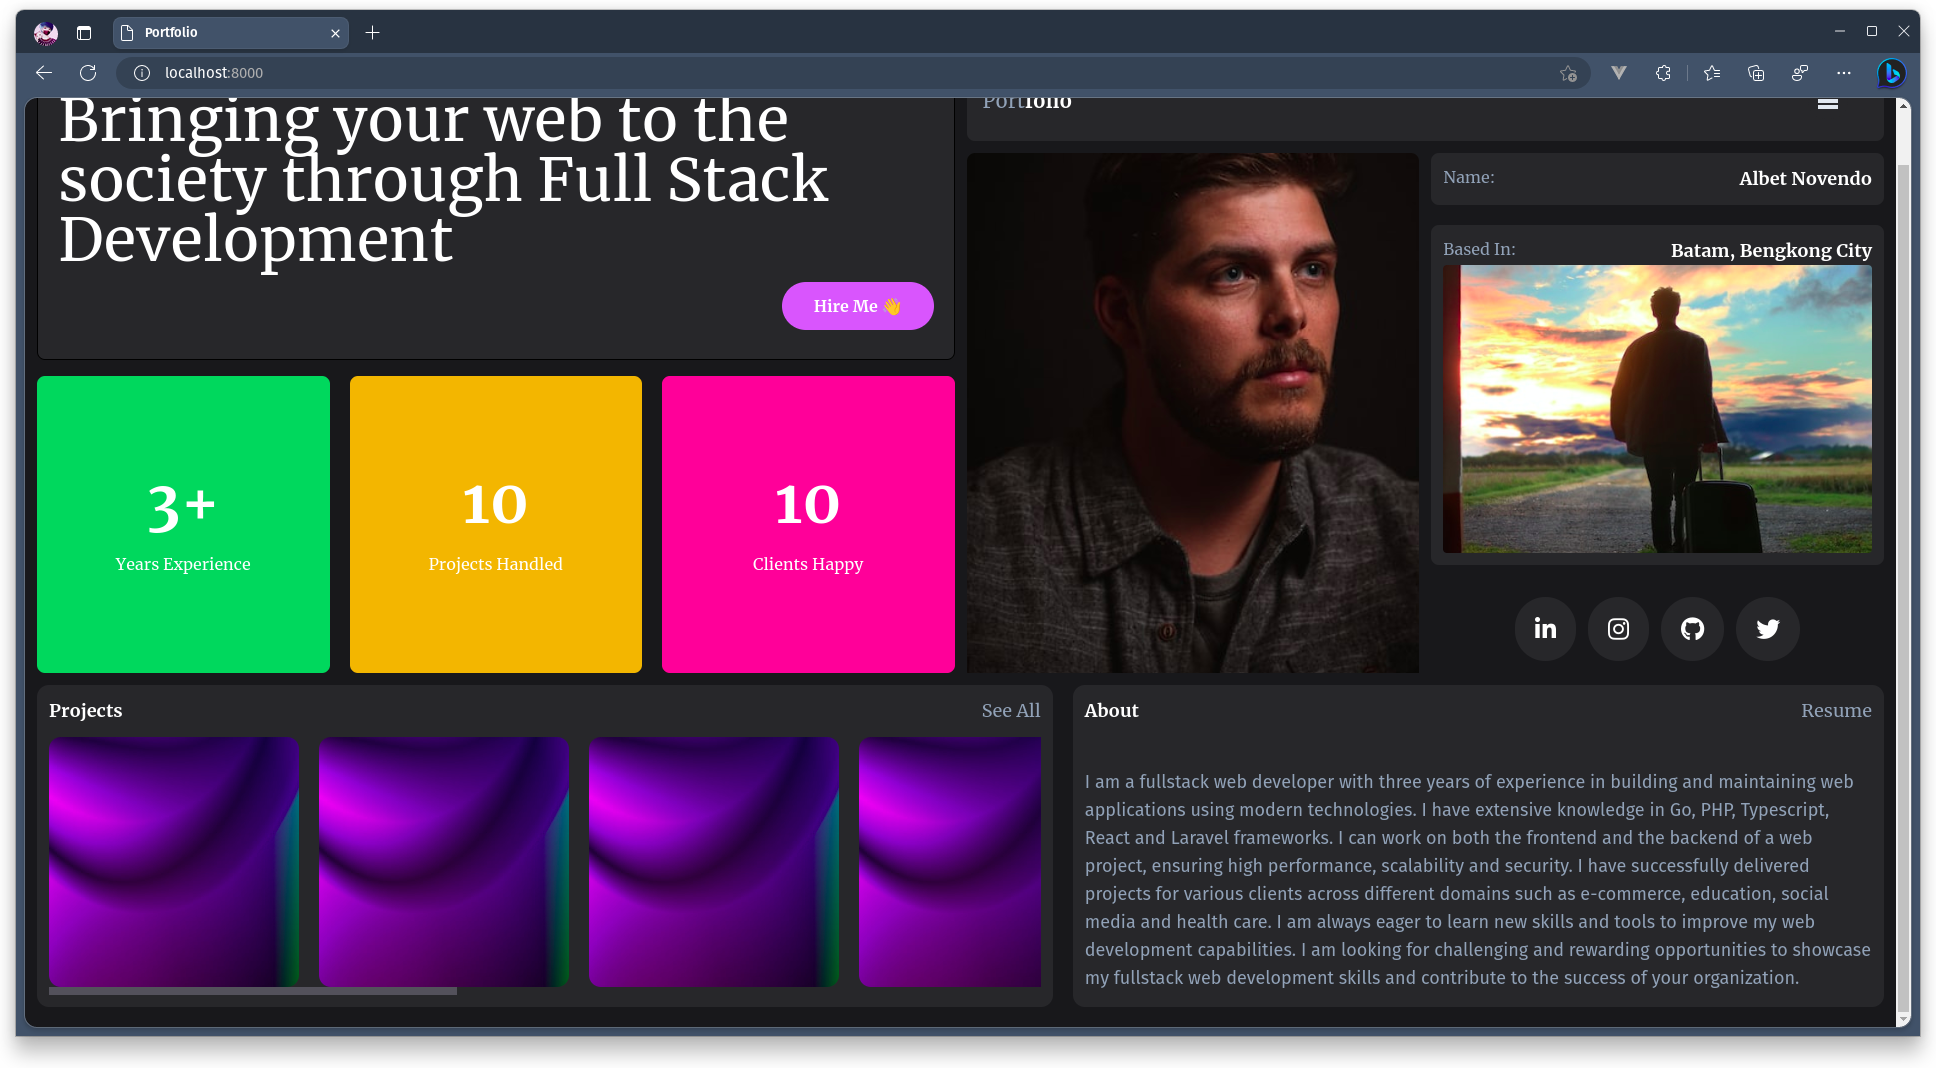 Portfolio
localhost:8000
Bringing your web to the
society through Full Stack
Development
Hire Me 👋
Portfolio
Name:
Albet Novendo
Based In:
Batam, Bengkong City
3+
Years Experience
10
Projects Handled
10
Clients Happy
in
Projects
See All
About
Resume
I am a fullstack web developer with three years of experience in building and maintaining web
applications using modern technologies. I have extensive knowledge in Go, PHP, Typescript,
React and Laravel frameworks. I can work on both the frontend and the backend of a web
project, ensuring high performance, scalability and security. I have successfully delivered
projects for various clients across different domains such as e-commerce, education, social
media and health care. I am always eager to learn new skills and tools to improve my web
development capabilities. I am looking for challenging and rewarding opportunities to showcase
my fullstack web development skills and contribute to the success of your organization.